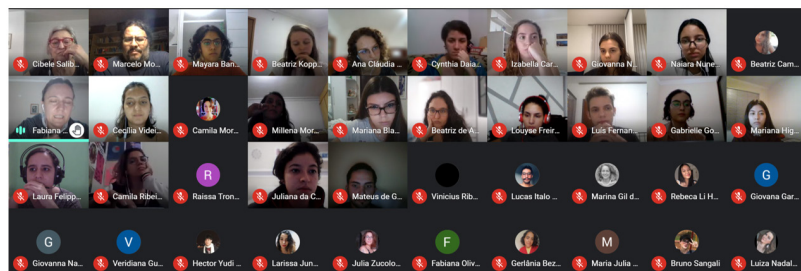 Cibele Salib...
Marcelo Mo...
Mayara Ban...
Beatriz Kopp...
Ana Cláudia ...
Cynthia Daia...
Izabella Car...
Giovanna N...
Naiara Nune...
Beatriz Cam...
Fabiana ...
Cecília Videi...
Camila Mor...
Millena Mor...
Mariana Bla...
Beatriz de A...
Louyse Freir...
Luís Fernan...
Gabrielle Go...
Mariana Hig...
Laura Felipp...
Camila Ribei...
R
Raissa Tron...
Juliana da C...
Mateus de G...
Vinicius Rib...
Lucas Italo ...
Marina Gil d...
Rebeca Li H...
G
Giovana Gar...
G
Giovanna Na...
V
Veridiana Gu...
Hector Yudi ...
Larissa Jun...
Julia Zucolo...
F
Fabiana Oliv...
Gerlânia Bez...
M
Maria Julia ...
Bruno Sangali
Luiza Nadal...